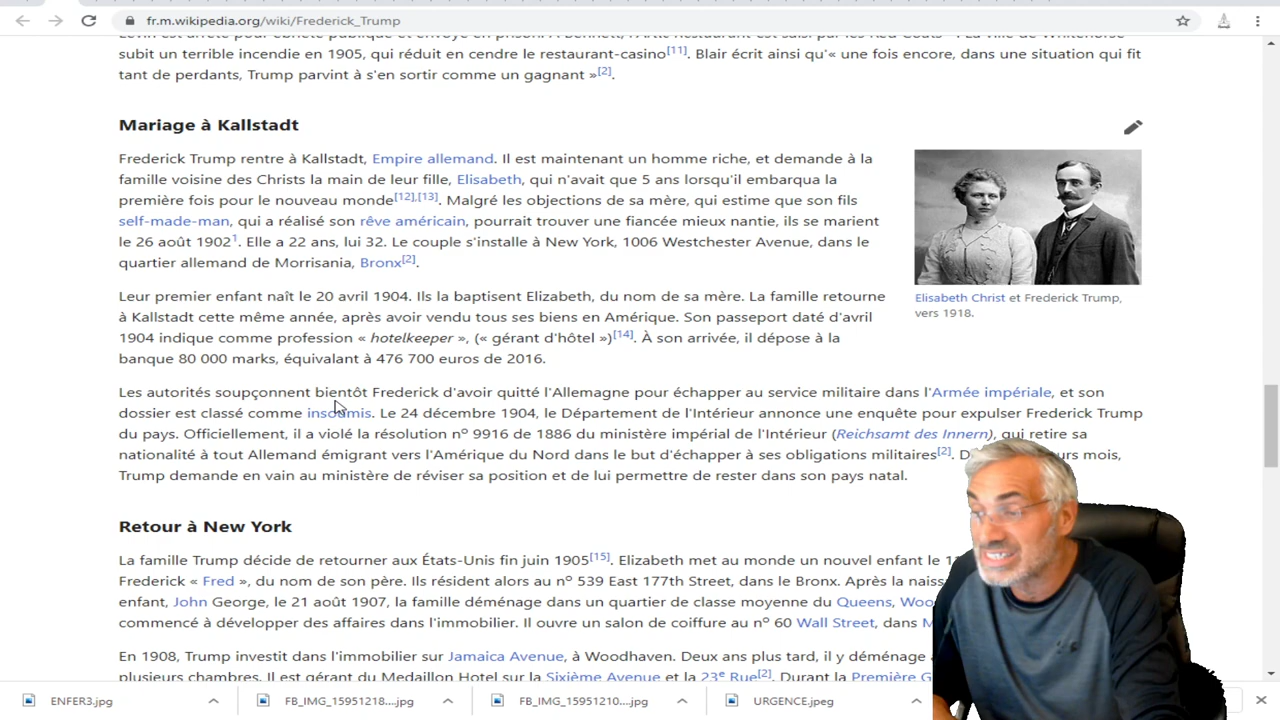 fr.m.wikipedia.org/wiki/Frederick_Trump
subit un terrible incendie en 1905, qui réduit en cendre le restaurant-casino[11]. Blair écrit ainsi qu'« une fois encore, dans une situation qui fit
tant de perdants, Trump parvint à s'en sortir comme un gagnant »[2].
Mariage à Kallstadt
Frederick Trump rentre à Kallstadt, Empire allemand. Il est maintenant un homme riche, et demande à la
famille voisine des Christs la main de leur fille, Elisabeth, qui n'avait que 5 ans lorsqu'il embarqua la
première fois pour le nouveau monde[12],[13]. Malgré les objections de sa mère, qui estime que son fils
self-made-man, qui a réalisé son rêve américain, pourrait trouver une fiancée mieux nantie, ils se marient
le 26 août 1902¹. Elle a 22 ans, lui 32. Le couple s'installe à New York, 1006 Westchester Avenue, dans le
quartier allemand de Morrisania, Bronx[2].
Elisabeth Christ et Frederick Trump,
vers 1918.
Leur premier enfant naît le 20 avril 1904. Ils la baptisent Elizabeth, du nom de sa mère. La famille retourne
à Kallstadt cette même année, après avoir vendu tous ses biens en Amérique. Son passeport daté d'avril
1904 indique comme profession « hotelkeeper », (« gérant d'hôtel »)[14]. À son arrivée, il dépose à la
banque 80 000 marks, équivalant à 476 700 euros de 2016.
Les autorités soupçonnent bientôt Frederick d'avoir quitté l'Allemagne pour échapper au service militaire dans l'Armée impériale, et son
dossier est classé comme insoumis. Le 24 décembre 1904, le Département de l'Intérieur annonce une enquête pour expulser Frederick Trump
du pays. Officiellement, il a violé la résolution nº 9916 de 1886 du ministère impérial de l'Intérieur (Reichsamt des Innern), qui retire sa
nationalité à tout Allemand émigrant vers l'Amérique du Nord dans le but d'échapper à ses obligations militaires[2]. mois,
Trump demande en vain au ministère de réviser sa position et de lui permettre de rester dans son pays natal.
Retour à New York
La famille Trump décide de retourner aux États-Unis fin juin 1905[15]. Elizabeth met au monde un nouvel enfant le
Frederick « Fred », du nom de son père. Ils résident alors au nº 539 East 177th Street, dans le Bronx. Après la
enfant, John George, le 21 août 1907, la famille déménage dans un quartier de classe moyenne du Queens,
commencé à développer des affaires dans l'immobilier. Il ouvre un salon de coiffure au nº 60 Wall Street, dans
En 1908, Trump investit dans l'immobilier sur Jamaica Avenue, à Woodhaven. Deux ans plus tard, il y déménage
plusieurs chambres. Il est gérant du Medaillon Hotel sur la Sixième Avenue et la 23e Rue[2]. Durant la Première
ENFER3.jpg
FB_IMG_15951218....jpg
FB_IMG_15951210....jpg
URGENCE.jpeg